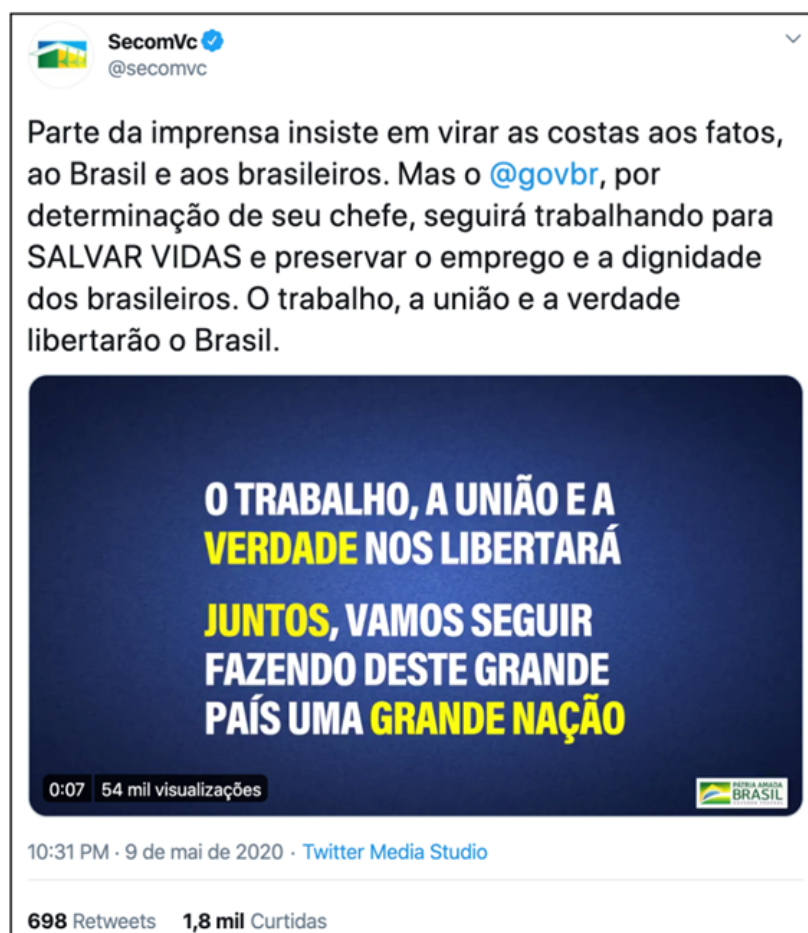 SecomVc
@secomvc
Parte da imprensa insiste em virar as costas aos fatos,
ao Brasil e aos brasileiros. Mas o @govbr, por
determinação de seu chefe, seguirá trabalhando para
SALVAR VIDAS e preservar o emprego e a dignidade
dos brasileiros. O trabalho, a união e a verdade
libertarão o Brasil.
O TRABALHO, A UNIÃO E A
VERDADE NOS LIBERTARÁ
JUNTOS, VAMOS SEGUIR
FAZENDO DESTE GRANDE
PAÍS UMA GRANDE NAÇÃO
0:07 54 mil visualizações
PÁTRIA AMADA
BRASIL
10:31 PM · 9 de mai de 2020 · Twitter Media Studio
698 Retweets 1,8 mil Curtidas